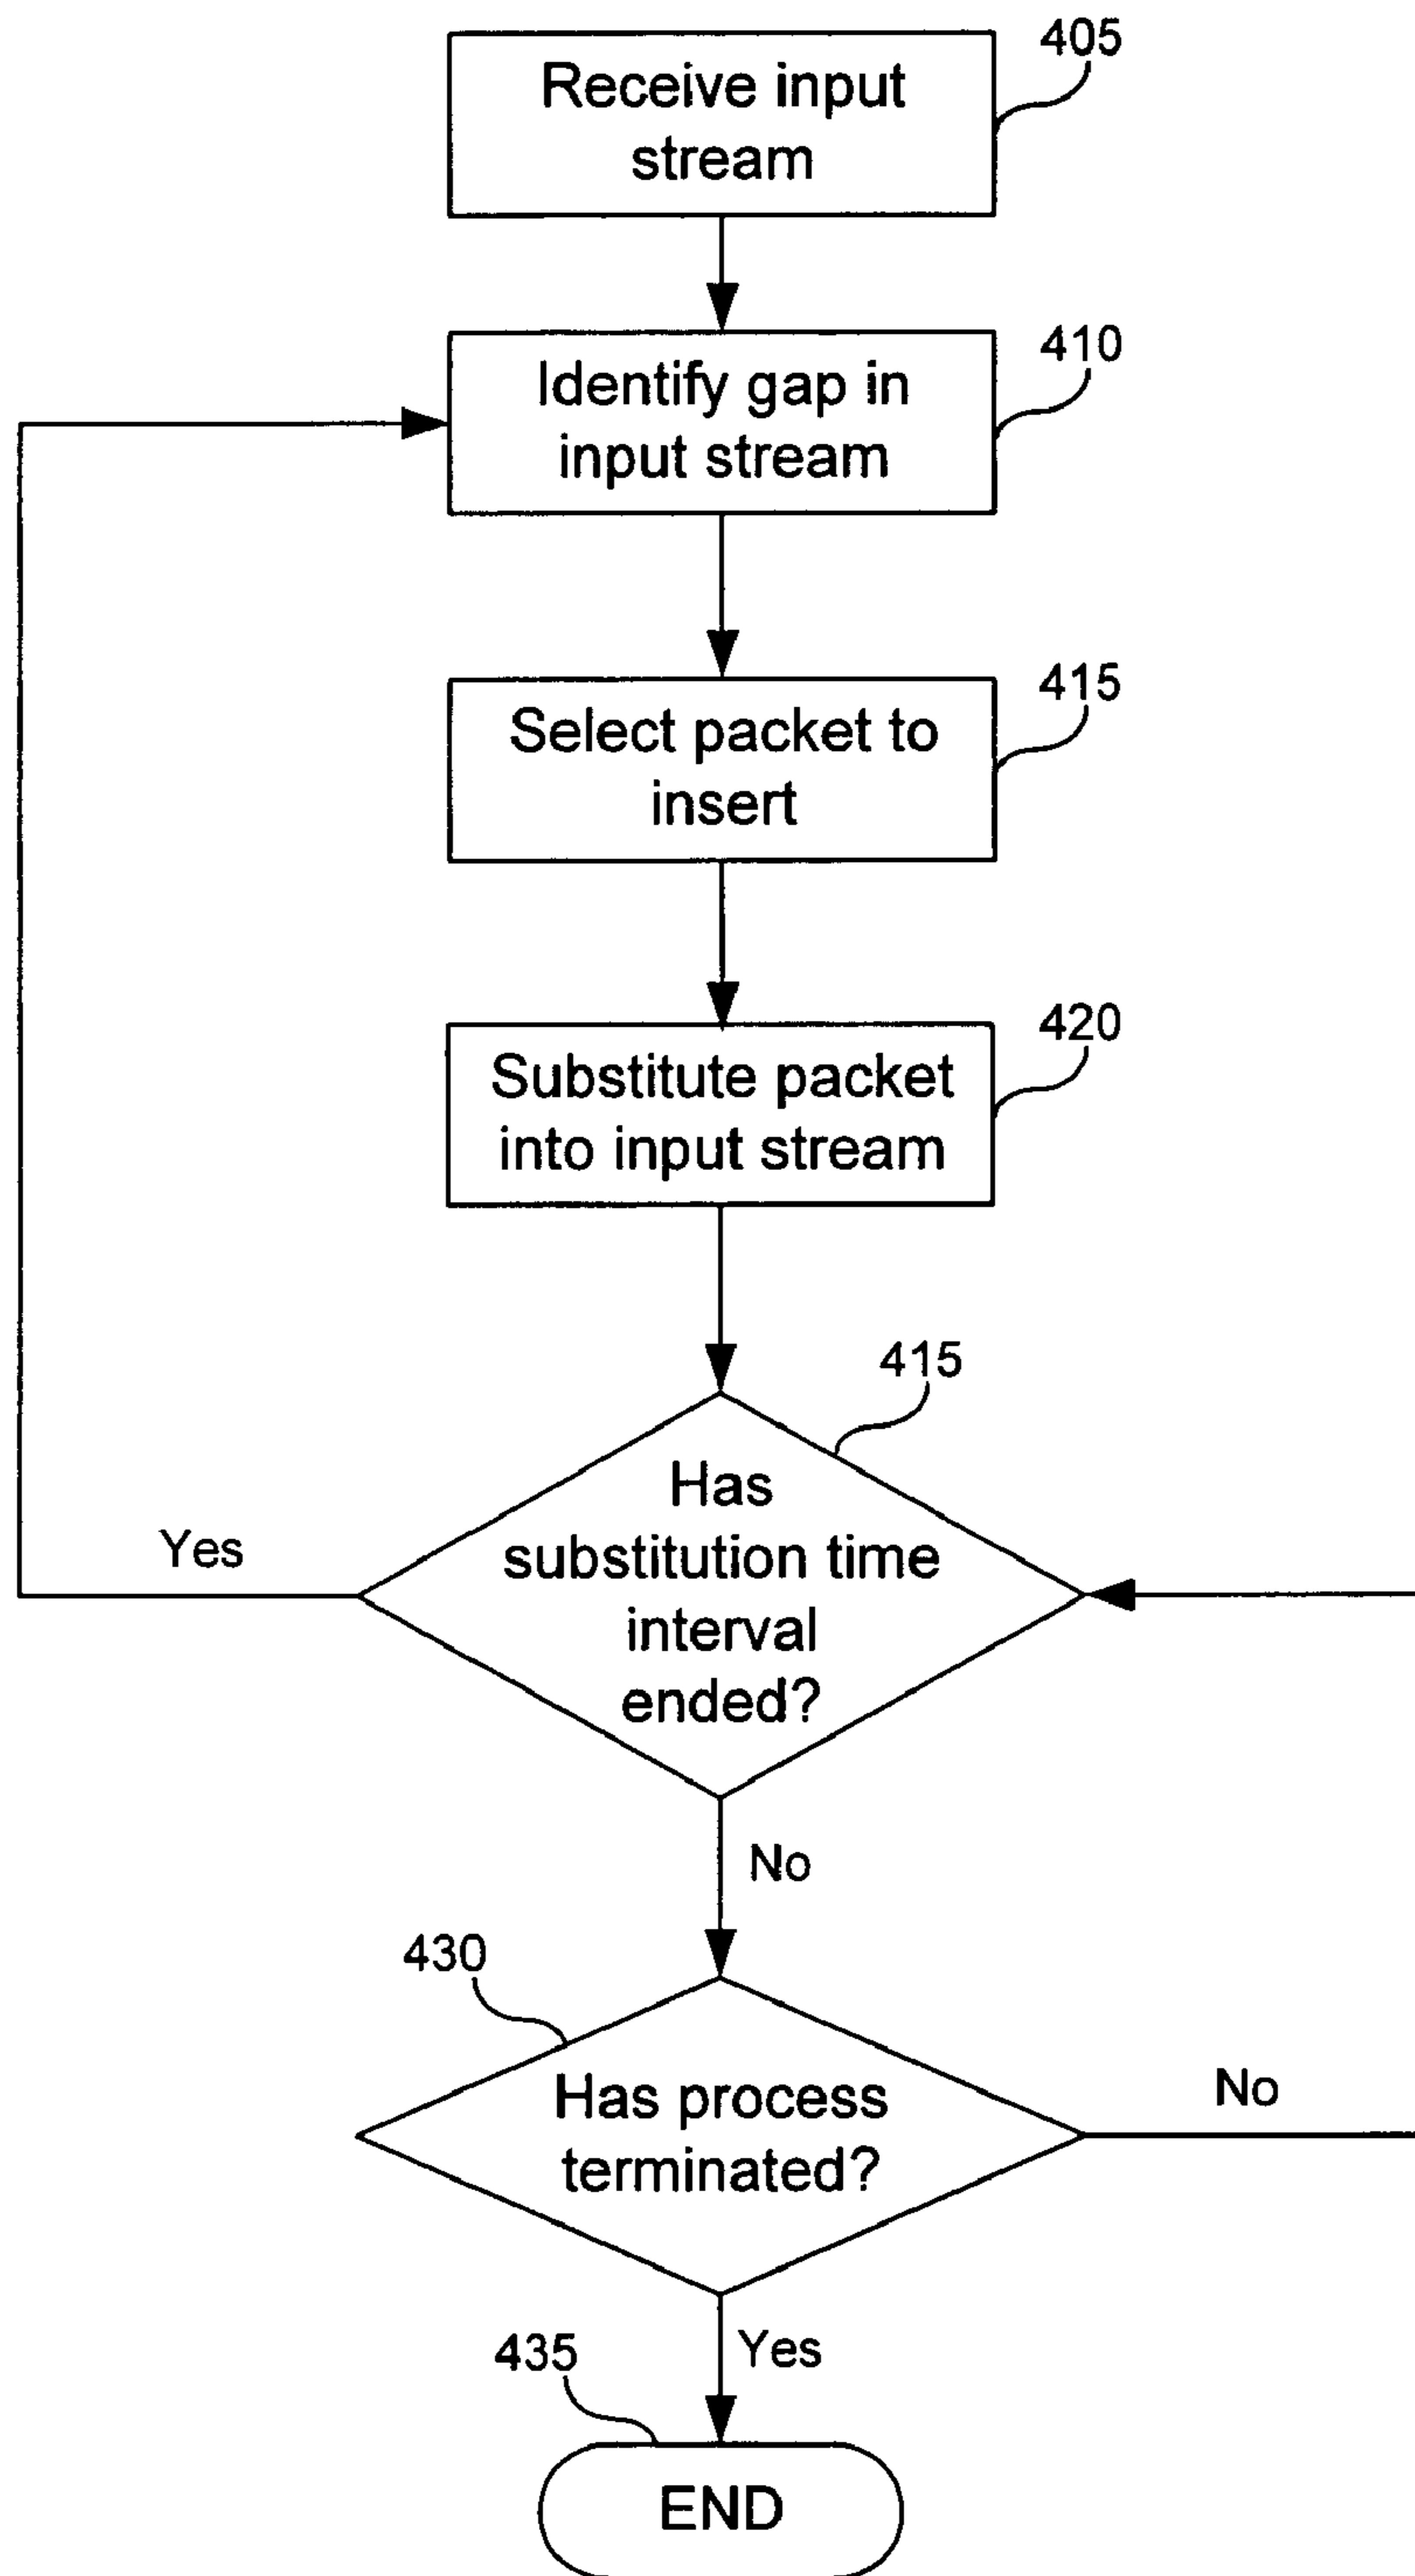 405
Receive input
stream
410
Identify gap in
input stream
415
Select packet to
insert
420
Substitute packet
into input stream
415
Has
substitution time
interval
ended?
Yes
No
430
Has process
terminated?
No
Yes
435
END